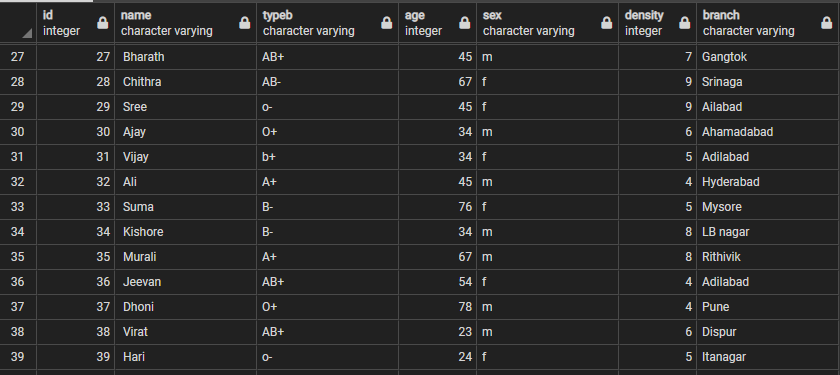 id name typeb age sex density branch
integer character varying character varying integer character varying integer character varying
27 27 Bharath AB+ 45 m 7 Gangtok
28 28 Chithra AB- 67 f 9 Srinaga
29 29 Sree o- 45 f 9 Ailabad
30 30 Ajay O+ 34 m 6 Ahamadabad
31 31 Vijay b+ 34 f 5 Adilabad
32 32 Ali A+ 45 m 4 Hyderabad
33 33 Suma B- 76 f 5 Mysore
34 34 Kishore B- 34 m 8 LB nagar
35 35 Murali A+ 67 m 8 Rithivik
36 36 Jeevan AB+ 54 f 4 Adilabad
37 37 Dhoni O+ 78 m 4 Pune
38 38 Virat AB+ 23 m 6 Dispur
39 39 Hari o- 24 f 5 Itanagar